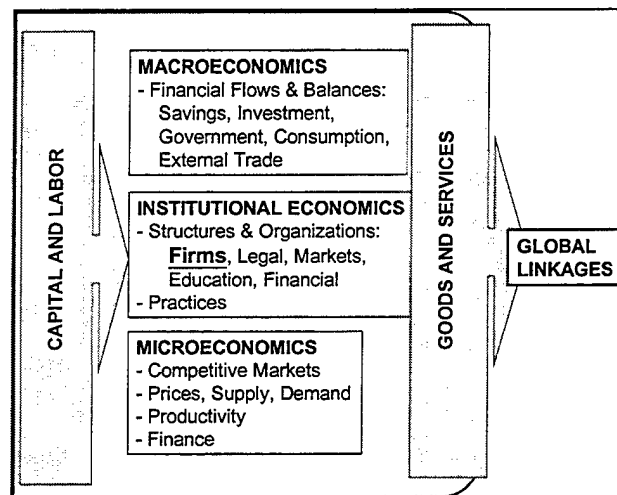 CAPITAL AND LABOR
MACROECONOMICS
- Financial Flows & Balances:
Savings, Investment,
Government, Consumption,
External Trade
INSTITUTIONAL ECONOMICS
- Structures & Organizations:
Firms, Legal, Markets,
Education, Financial
- Practices
MICROECONOMICS
- Competitive Markets
- Prices, Supply, Demand
- Productivity
- Finance
GOODS AND SERVICES
GLOBAL
LINKAGES